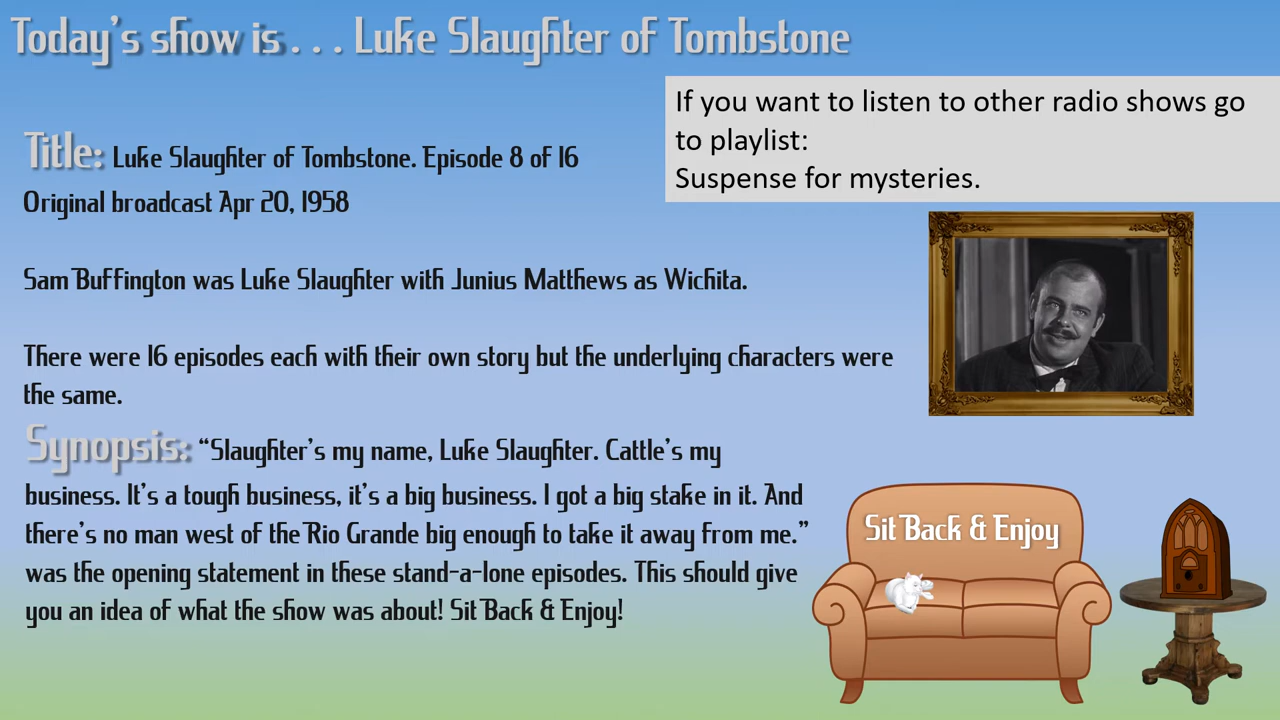 Today's show is . . . Luke Slaughter of Tombstone
If you want to listen to other radio shows go
to playlist:
Suspense for mysteries.
Title: Luke Slaughter of Tombstone. Episode 8 of 16
Original broadcast Apr 20, 1958
Sam Buffington was Luke Slaughter with Junius Matthews as Wichita.
There were 16 episodes each with their own story but the underlying characters were
the same.
Synopsis: “Slaughter's my name, Luke Slaughter. Cattle's my
business. It's a tough business, it's a big business. I got a big stake in it. And
there's no man west of the Rio Grande big enough to take it away from me.”
was the opening statement in these stand-a-lone episodes. This should give
you an idea of what the show was about! Sit Back & Enjoy!
Sit Back & Enjoy